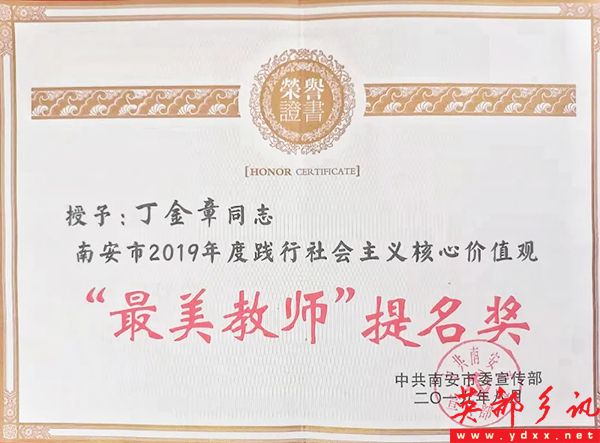 榮譽
證書
[HONOR CERTIFICATE]
授予:丁金章同志
南安市2019年度践行社会主义核心价值观
“最美教师”提名奖
中共南安市委宣传部
二〇一 年八月
英都乡讯
www.ydxx.net